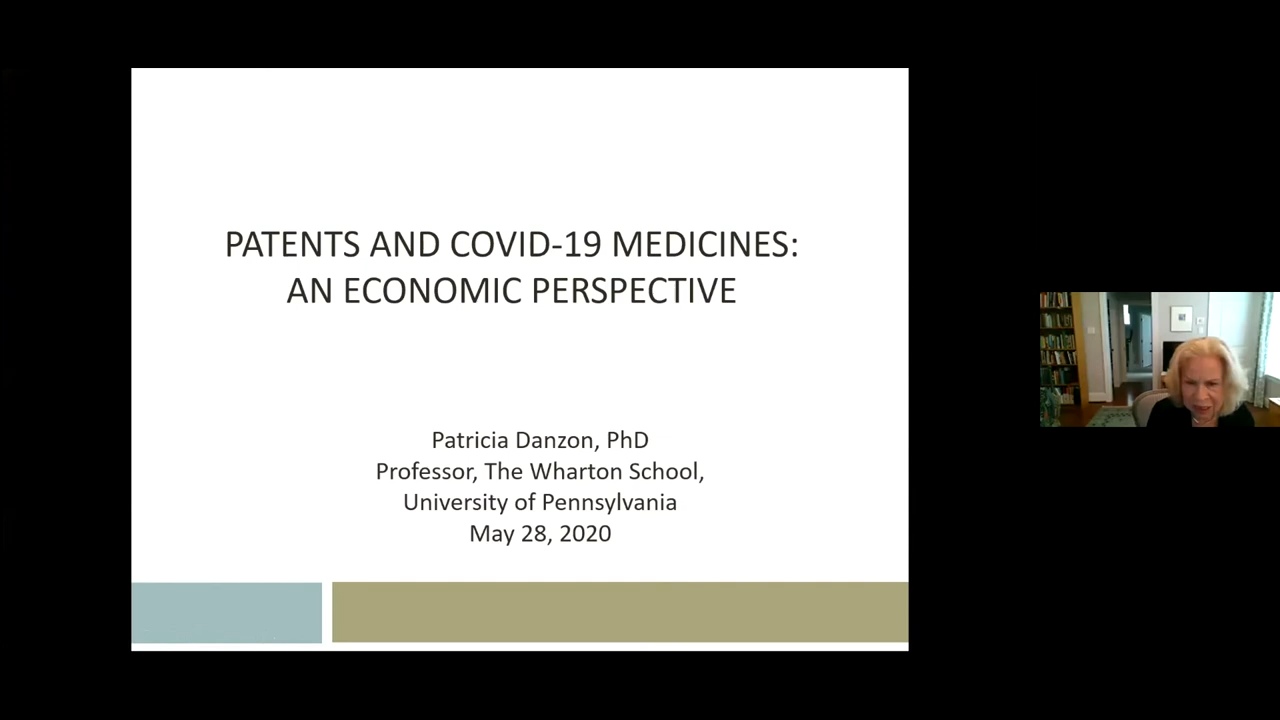 PATENTS AND COVID-19 MEDICINES:
AN ECONOMIC PERSPECTIVE
Patricia Danzon, PhD
Professor, The Wharton School,
University of Pennsylvania
May 28, 2020